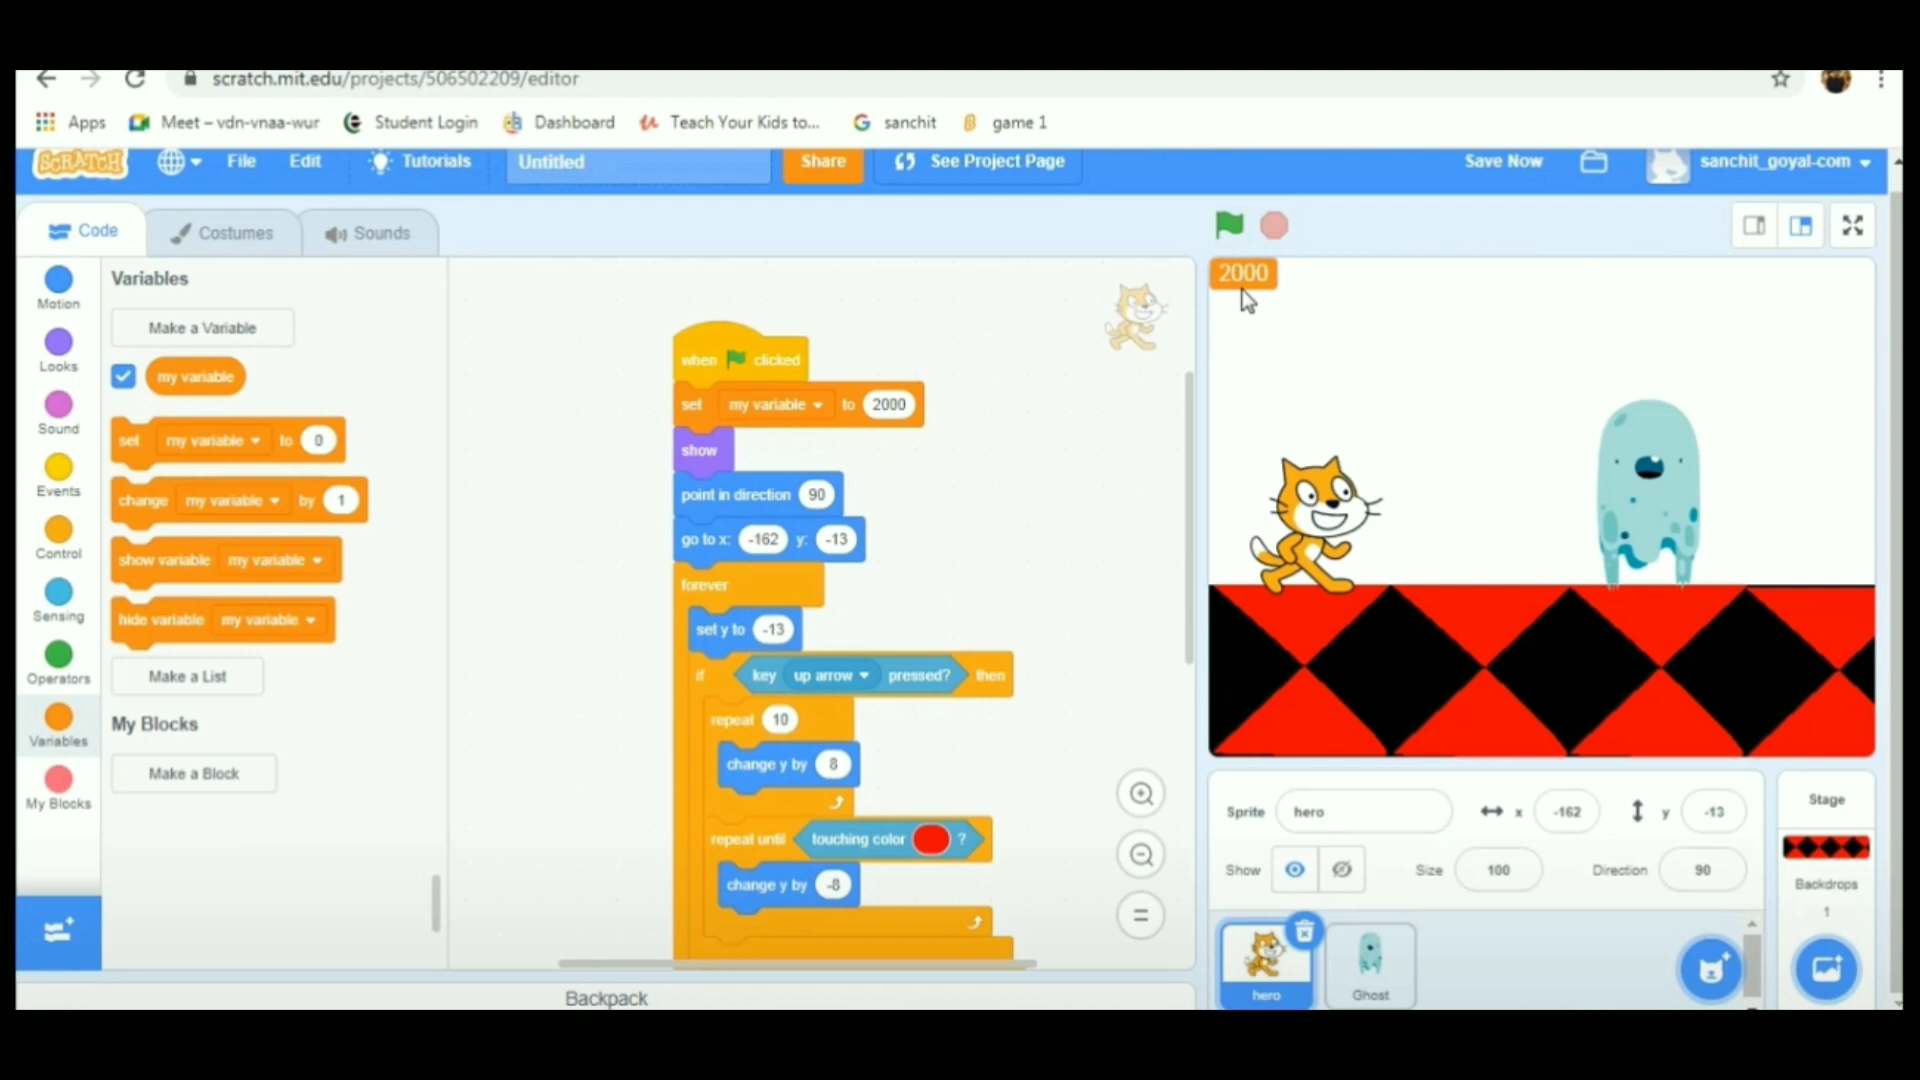 scratch.mit.edu/projects/506502209/editor
Apps Meet – vdn-vnaa-wur Student Login Dashboard Teach Your Kids to... sanchit game 1
SCRATCH File Edit Tutorials Untitled Share See Project Page Save Now sanchit_goyal-com
Code Costumes Sounds
Motion
Looks
Sound
Events
Control
Sensing
Operators
Variables
My Blocks
Variables
Make a Variable
my variable
set my variable to 0
change my variable by 1
show variable my variable
hide variable my variable
Make a List
My Blocks
Make a Block
when clicked
set my variable to 2000
show
point in direction 90
go to x: -162 y: -13
forever
set y to -13
if key up arrow pressed? then
repeat 10
change y by 8
repeat until touching color ?
change y by -8
Backpack
2000
Sprite hero x -162 y -13
Show Size 100 Direction 90
hero
Ghost
Stage
Backdrops
1